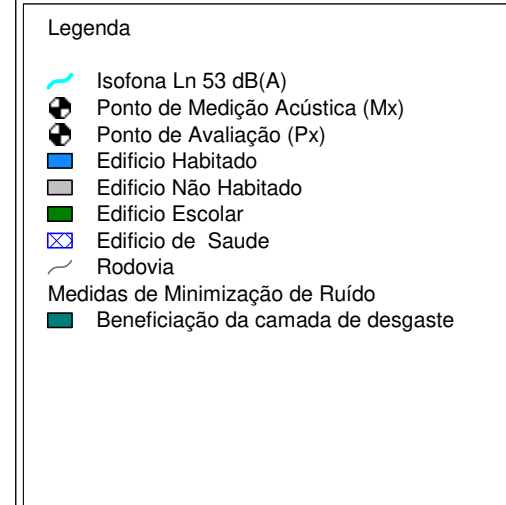 Legenda
Isofona Ln 53 dB(A)
Ponto de Medição Acústica (Mx)
Ponto de Avaliação (Px)
Edificio Habitado
Edificio Não Habitado
Edificio Escolar
Edificio de Saude
Rodovia
Medidas de Minimização de Ruído
Beneficiação da camada de desgaste